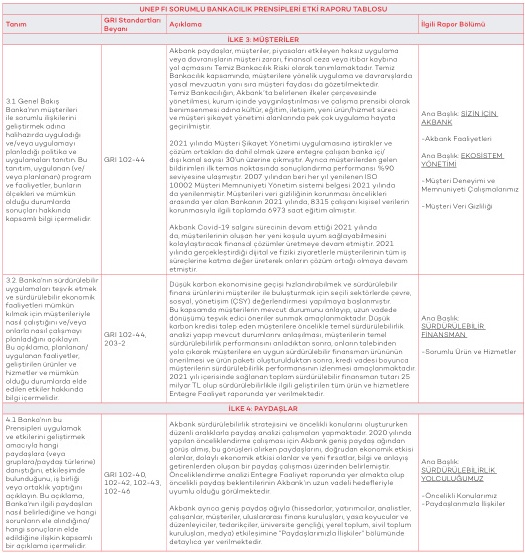 UNEP FI SORUMLU BANKACILIK PRENSİPLERİ ETKİ RAPORU TABLOSU
Tanım
GRI Standartları
Beyanı
Açıklama
İlgili Rapor Bölümü
İLKE 3: MÜŞTERİLER
3.1 Genel Bakış
Banka'nın müşterileri
ile sorumlu ilişkilerini
geliştirmek adına
halihazırda uyguladığı
ve/veya uygulamayı
planladığı politika ve
uygulamaları tanıtın. Bu
tanıtım, uygulanan (ve/
veya planlanan) program
ve faaliyetler, bunların
ölçekleri ve mümkün
olduğu durumlarda
sonuçları hakkında
kapsamlı bilgi içermelidir.
GRI 102-44
Akbank paydaşlar, müşteriler, piyasaları etkileyen haksız uygulama
veya davranışların müşteri zararı, finansal ceza veya itibar kaybına
yol açmasını Temiz Bankacılık Riski olarak tanımlamaktadır. Temiz
Bankacılık kapsamında, müşterilere yönelik uygulama ve davranışlarda
yasal mevzuatın yanı sıra müşteri faydası da gözetilmektedir.
Temiz Bankacılığın, Akbank'ta belirlenen ilkeler çerçevesinde
yönetilmesi, kurum içinde yaygınlaştırılması ve çalışma prensibi olarak
benimsenmesi adına kültür, eğitim, iletişim, yeni ürün/hizmet süreci
ve müşteri şikayet yönetimi alanlarında pek çok uygulama hayata
geçirilmiştir.
2021 yılında Müşteri Şikayet Yönetimi uygulamasına iştirakler ve
çözüm ortakları da dahil olmak üzere entegre çalışan banka içi/
dışı kanal sayısı 30'un üzerine çıkmıştır. Ayrıca müşterilerden gelen
bildirimlerin ilk temas noktasında sonuçlandırma performansı %90
seviyesine ulaşmıştır. 2007 yılından beri her yıl yenilenen ISO
10002 Müşteri Memnuniyeti Yönetim sistemi belgesi 2021 yılında
da yenilenmiştir. Müşterileri veri gizliliğinin korunması öncelikleri
arasında yer alan Bankanın 2021 yılında, 8315 çalışanı kişisel verilerin
korunmasıyla ilgili toplamda 6973 saat eğitim almıştır.
Akbank Covid-19 salgını sürecinin devam ettiği 2021 yılında
da, müşterilerinin oluşan her yeni koşula uyum sağlayabilmesini
kolaylaştıracak finansal çözümler üretmeye devam etmiştir. 2021
yılında gerçekleştirdiği dijital ve fiziki ziyaretlerle müşterilerinin tüm iş
süreçlerine katma değer üreterek onların çözüm ortağı olmaya devam
etmiştir.
Ana Başlık: SİZİN İÇİN
AKBANK
-Akbank Faaliyetleri
Ana Başlık: EKOSİSTEM
YÖNETİMİ
-Müşteri Deneyimi ve
Memnuniyeti Çalışmalarımız
-Müşteri Veri Gizliliği
3.2. Banka'nın sürdürülebilir
uygulamaları teşvik etmek
ve sürdürülebilir ekonomik
faaliyetleri mümkün
kılmak için müşterileriyle
nasıl çalıştığını ve/veya
onlarla nasıl çalışmayı
planladığını açıklayın.
Bu açıklama, planlanan/
uygulanan faaliyetler,
geliştirilen ürünler ve
hizmetler ve mümkün
olduğu durumlarda elde
edilen etkiler hakkında
bilgi içermelidir.
GRI 102-44,
203-2
Düşük karbon ekonomisine geçişi hızlandırabilmek ve sürdürülebilir
finans ürünlerini müşteriler ile buluşturmak için seçili sektörlerde çevre,
sosyal, yönetişim (ÇSY) değerlendirmesi yapılmaya başlanmıştır.
Bu kapsamda müşterilerin mevcut durumunu anlayıp, uzun vadede
dönüşümü teşvik edici öneriler sunmak amaçlanmaktadır. Düşük
karbon kredisi talep eden müşterilere öncelikle temel sürdürülebilirlik
analizi yapıp mevcut durumlarının anlaşılması, müşterilerin temel
sürdürülebilirlik performansını anladıktan sonra, onların talebinden
yola çıkarak müşterilere en uygun sürdürülebilir finansman ürününün
önerilmesi ve ürün paketi oluşturulduktan sonra, kredi vadesi boyunca
müşterilerin sürdürülebilirlik performansının izlenmesi amaçlanmaktadır.
2021 yılı içerisinde sağlanan toplam sürdürülebilir finansman tutarı 25
milyar TL olup sürdürülebilirlikle ilgili geliştirilen tüm ürün ve hizmetlere
Entegre Faaliyet raporunda yer verilmektedir.
Ana Başlık:
SÜRDÜRÜLEBİLİR
FİNANSMAN
-Sorumlu Ürün ve Hizmetler
İLKE 4: PAYDAŞLAR
4.1 Banka'nın bu
Prensipleri uygulamak
ve etkilerini geliştirmek
amacıyla hangi
paydaşlara (veya
gruplara/paydaş türlerine)
danıştığını, etkileşimde
bulunduğunu, iş birliği
veya ortaklık yaptığını
açıklayın. Bu açıklama,
Banka'nın ilgili paydaşları
nasıl belirlediğine ve hangi
sorunların ele alındığına/
hangi sonuçların elde
edildiğine ilişkin kapsamlı
bir açıklama içermelidir.
GRI 102-40,
102-42, 102-43,
102-46
Akbank sürdürülebilirlik stratejisini ve öncelikli konularını oluştururken
düzenli aralıklarla paydaş analizi çalışmaları yapmaktadır. 2020 yılında
yapılan önceliklendirme çalışması için Akbank geniş paydaş ağından
görüş almış, bu görüşleri alırken paydaşların, doğrudan ekonomik etkisi
olanlar, dolaylı ekonomik etkisi olanlar ve yeni fırsatlar, bilgi ve anlayış
getirenlerden oluşan bir paydaş çalışması üzerinden belirlemiştir.
Önceliklendirme analizi Entegre Faaliyet raporunda yer almakta olup
öncelikli paydaş beklentilerinin Akbank'ın uzun vadeli hedefleriyle
uyumlu olduğu görülmektedir.
Akbank ayrıca geniş paydaş ağıyla (hissedarlar, yatırımcılar, analistler,
çalışanlar, müşteriler, uluslararası finans kuruluşları, yasa koyucular ve
düzenleyiciler, tedarikçiler, üniversite gençliği, yerel toplum, sivil toplum
kuruluşları, medya) etkileşimine "Paydaşlarımızla İlişkiler" bölümünde
detaylıca yer verilmektedir.
Ana Başlık:
SÜRDÜRÜLEBİLİRLİK
YOLCULUĞUMUZ
-Öncelikli Konularımız
-Paydaşlarımızla İlişkiler